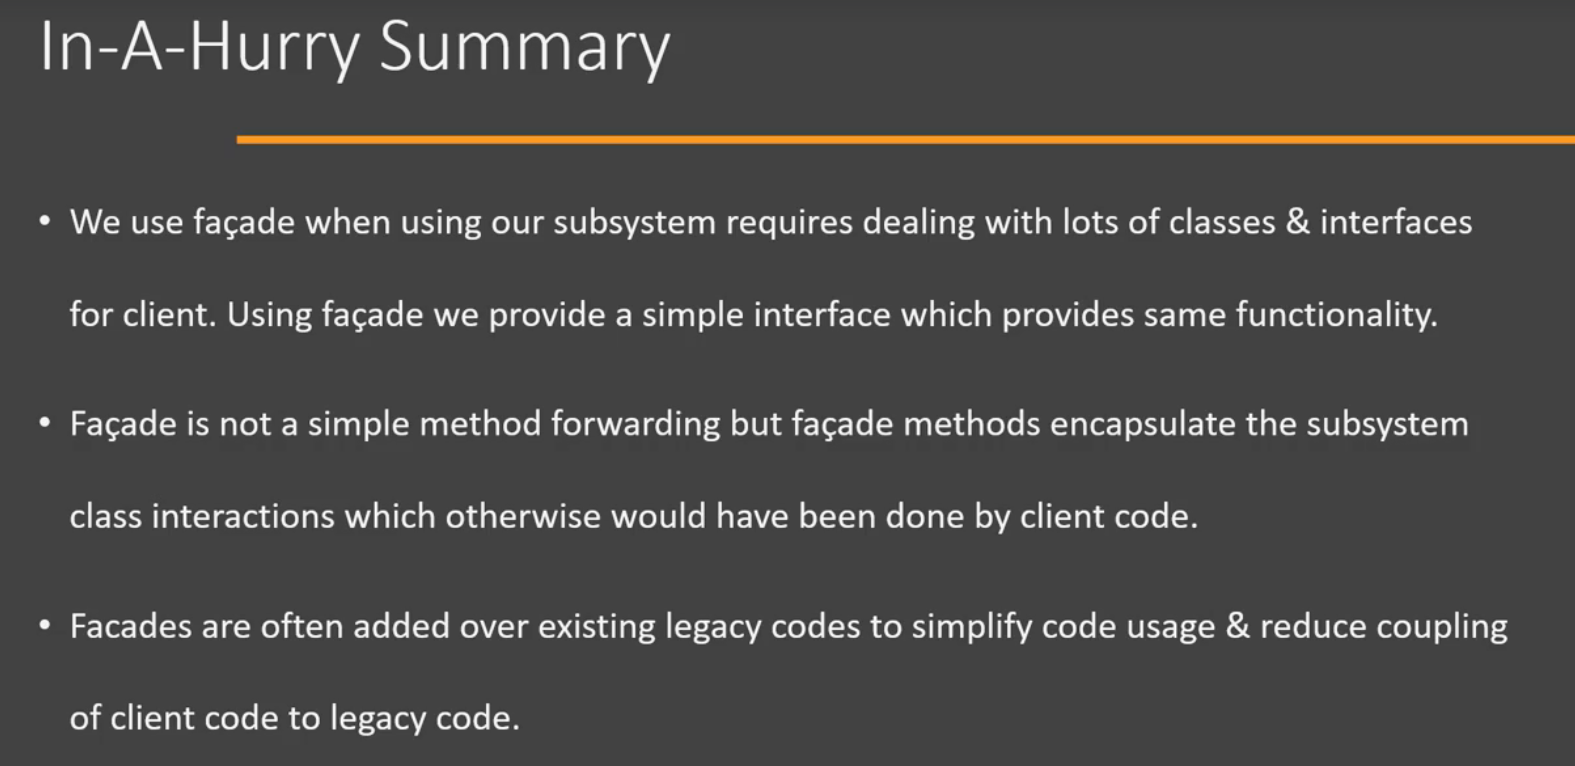 In-A-Hurry Summary
• We use façade when using our subsystem requires dealing with lots of classes & interfaces
for client. Using façade we provide a simple interface which provides same functionality.
• Façade is not a simple method forwarding but façade methods encapsulate the subsystem
class interactions which otherwise would have been done by client code.
• Facades are often added over existing legacy codes to simplify code usage & reduce coupling
of client code to legacy code.